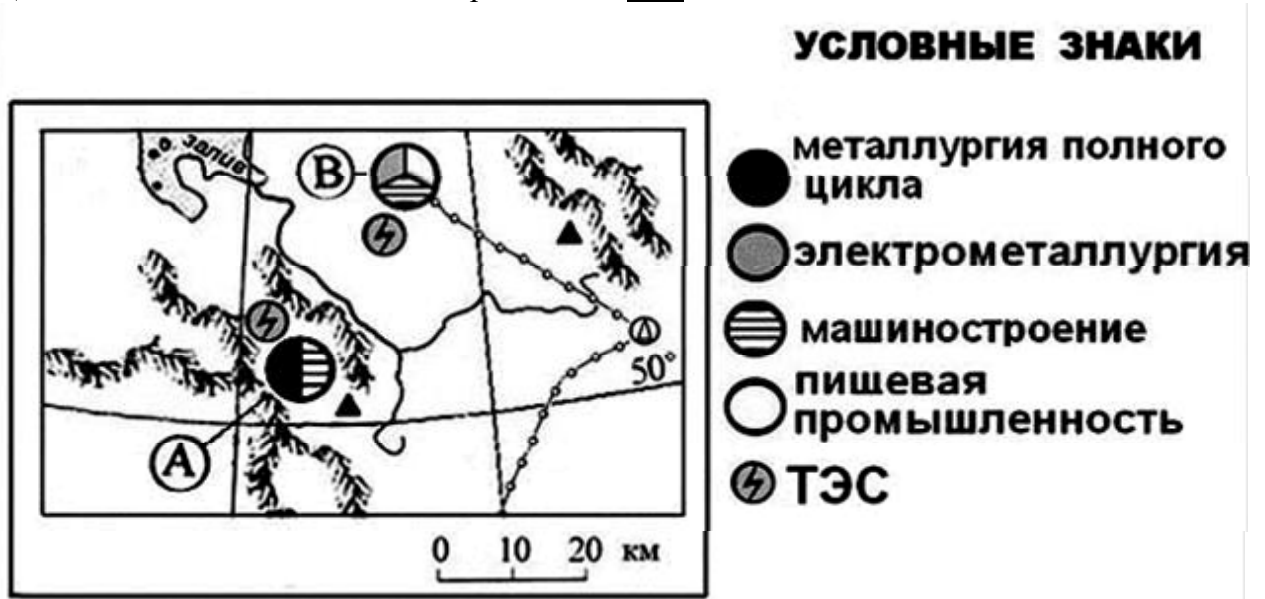 УСЛОВНЫЕ ЗНАКИ
залив
В
металлургия полного
цикла
электрометаллургия
машиностроение
50°
пищевая
промышленность
А
ТЭС
0 10 20 км